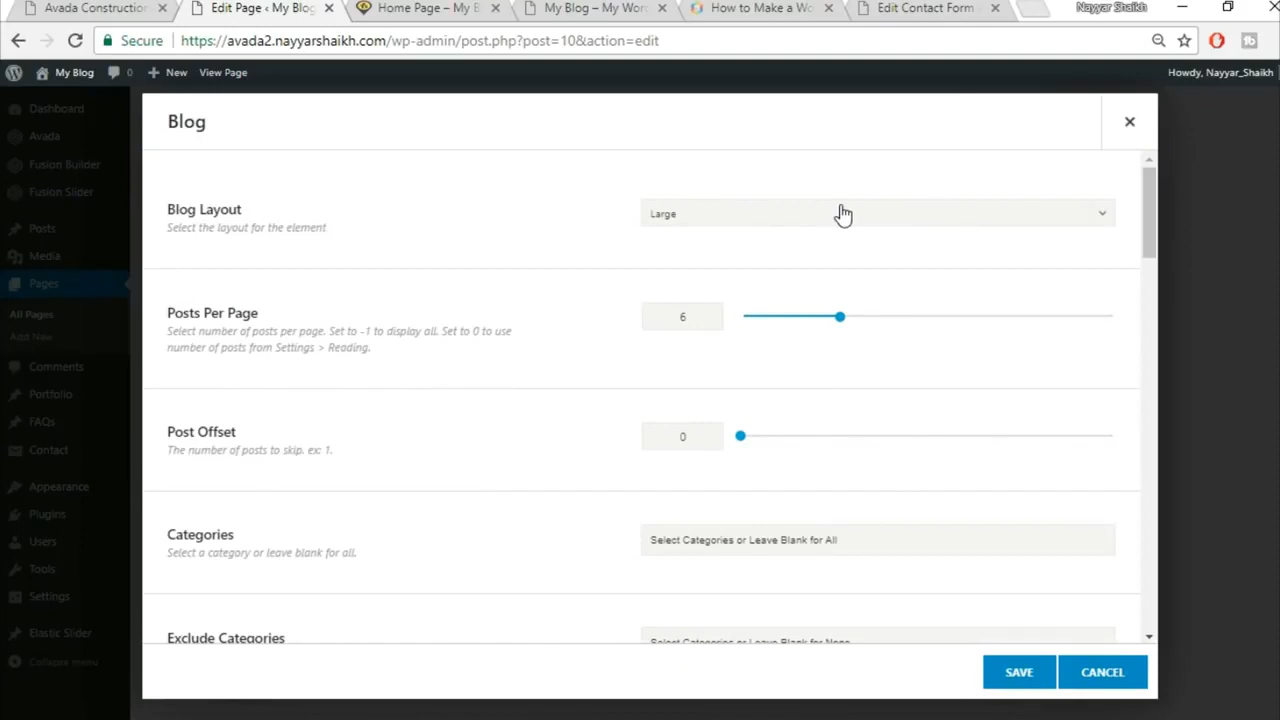 Avada Construction
Edit Page ‹ My Blog
Home Page – My B
My Blog – My Wor
How to Make a Wo
Edit Contact Form
Nayyar Shaikh
Secure
https://avada2.nayyarshaikh.com/wp-admin/post.php?post=10&action=edit
My Blog
0
New
View Page
Howdy, Nayyar_Shaikh
Dashboard
Avada
Fusion Builder
Fusion Slider
Posts
Media
Pages
All Pages
Add New
Comments
Portfolio
FAQs
Contact
Appearance
Plugins
Users
Tools
Settings
Elastic Slider
Collapse menu
Blog
Blog Layout
Select the layout for the element
Large
Posts Per Page
Select number of posts per page. Set to -1 to display all. Set to 0 to use
number of posts from Settings > Reading.
6
Post Offset
The number of posts to skip. ex: 1.
0
Categories
Select a category or leave blank for all.
Select Categories or Leave Blank for All
Exclude Categories
Select Categories or Leave Blank for None
SAVE
CANCEL